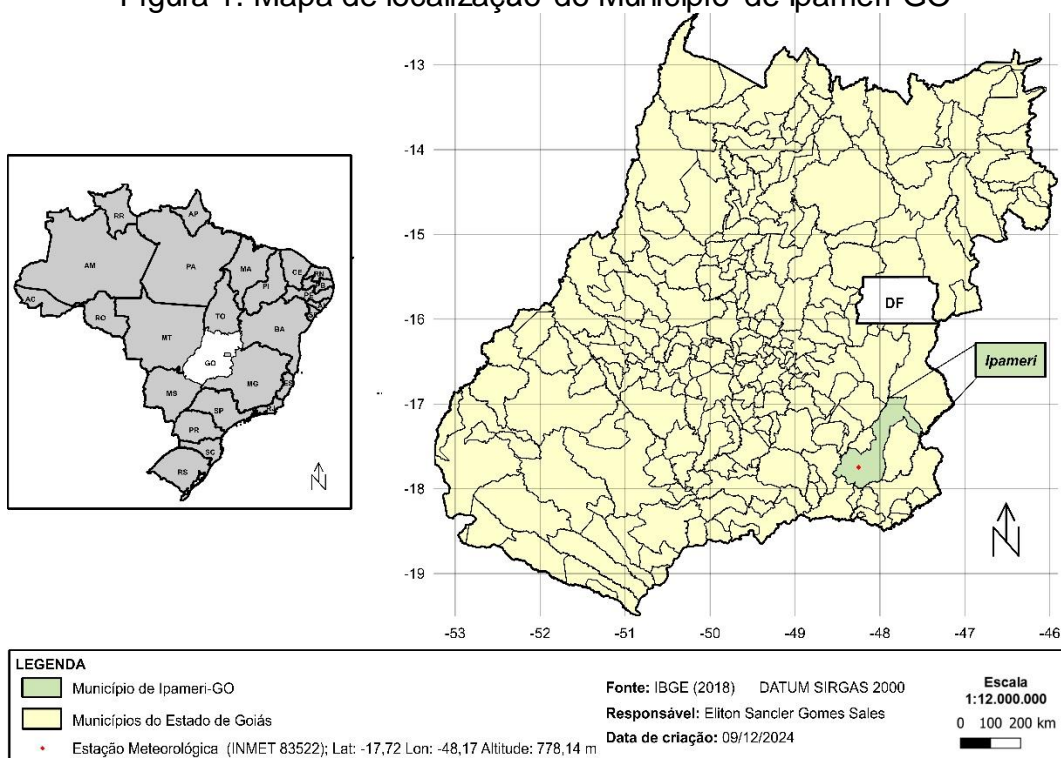 Figura 1: Mapa de localização do Município de Ipameri-GO
-13
-14
-15
-16
-17
-18
-19
-53
-52
-51
-50
-49
-48
-47
-46
DF
Ipameri
N
RR
AP
AM
PA
MA
CE
RN
PI
AC
RO
TO
MT
BA
GO
MG
ES
MS
SP
RJ
PR
SC
RS
N
LEGENDA
Município de Ipameri-GO
Municípios do Estado de Goiás
Estação Meteorológica (INMET 83522); Lat: -17,72 Lon: -48,17 Altitude: 778,14 m
Fonte: IBGE (2018) DATUM SIRGAS 2000
Responsável: Eliton Sancler Gomes Sales
Data de criação: 09/12/2024
Escala
1:12.000.000
0 100 200 km